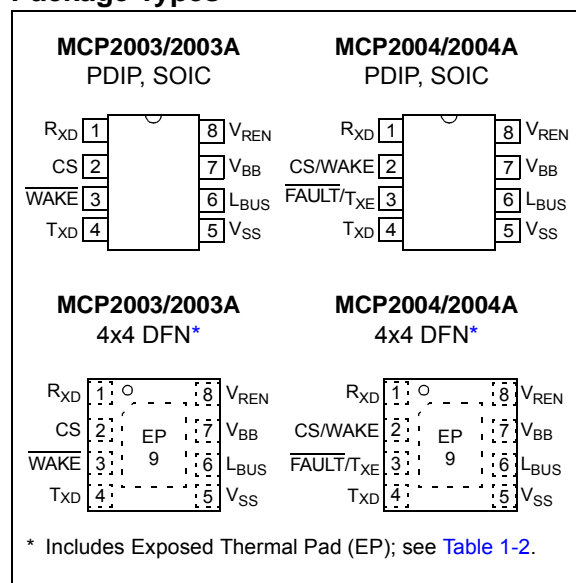 MCP2003/2003A
PDIP, SOIC
RXD 1
CS 2
WAKE 3
TXD 4
8 VREN
7 VBB
6 LBUS
5 VSS
MCP2004/2004A
PDIP, SOIC
RXD 1
CS/WAKE 2
FAULT/TXE 3
TXD 4
8 VREN
7 VBB
6 LBUS
5 VSS
MCP2003/2003A
4x4 DFN*
RXD 1
CS 2
WAKE 3
TXD 4
EP
9
8 VREN
7 VBB
6 LBUS
5 VSS
MCP2004/2004A
4x4 DFN*
RXD 1
CS/WAKE 2
FAULT/TXE 3
TXD 4
EP
9
8 VREN
7 VBB
6 LBUS
5 VSS
* Includes Exposed Thermal Pad (EP); see Table 1-2.